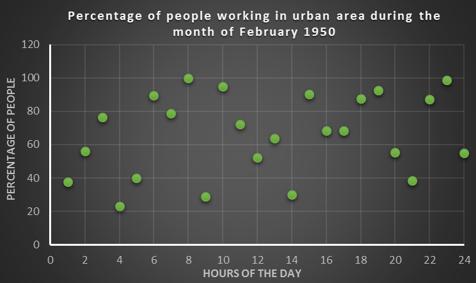 Percentage of people working in urban area during the
month of February 1950
120
100
80
60
40
20
0
PERCENTAGE OF PEOPLE
0 2 4 6 8 10 12 14 16 18 20 22 24
HOURS OF THE DAY